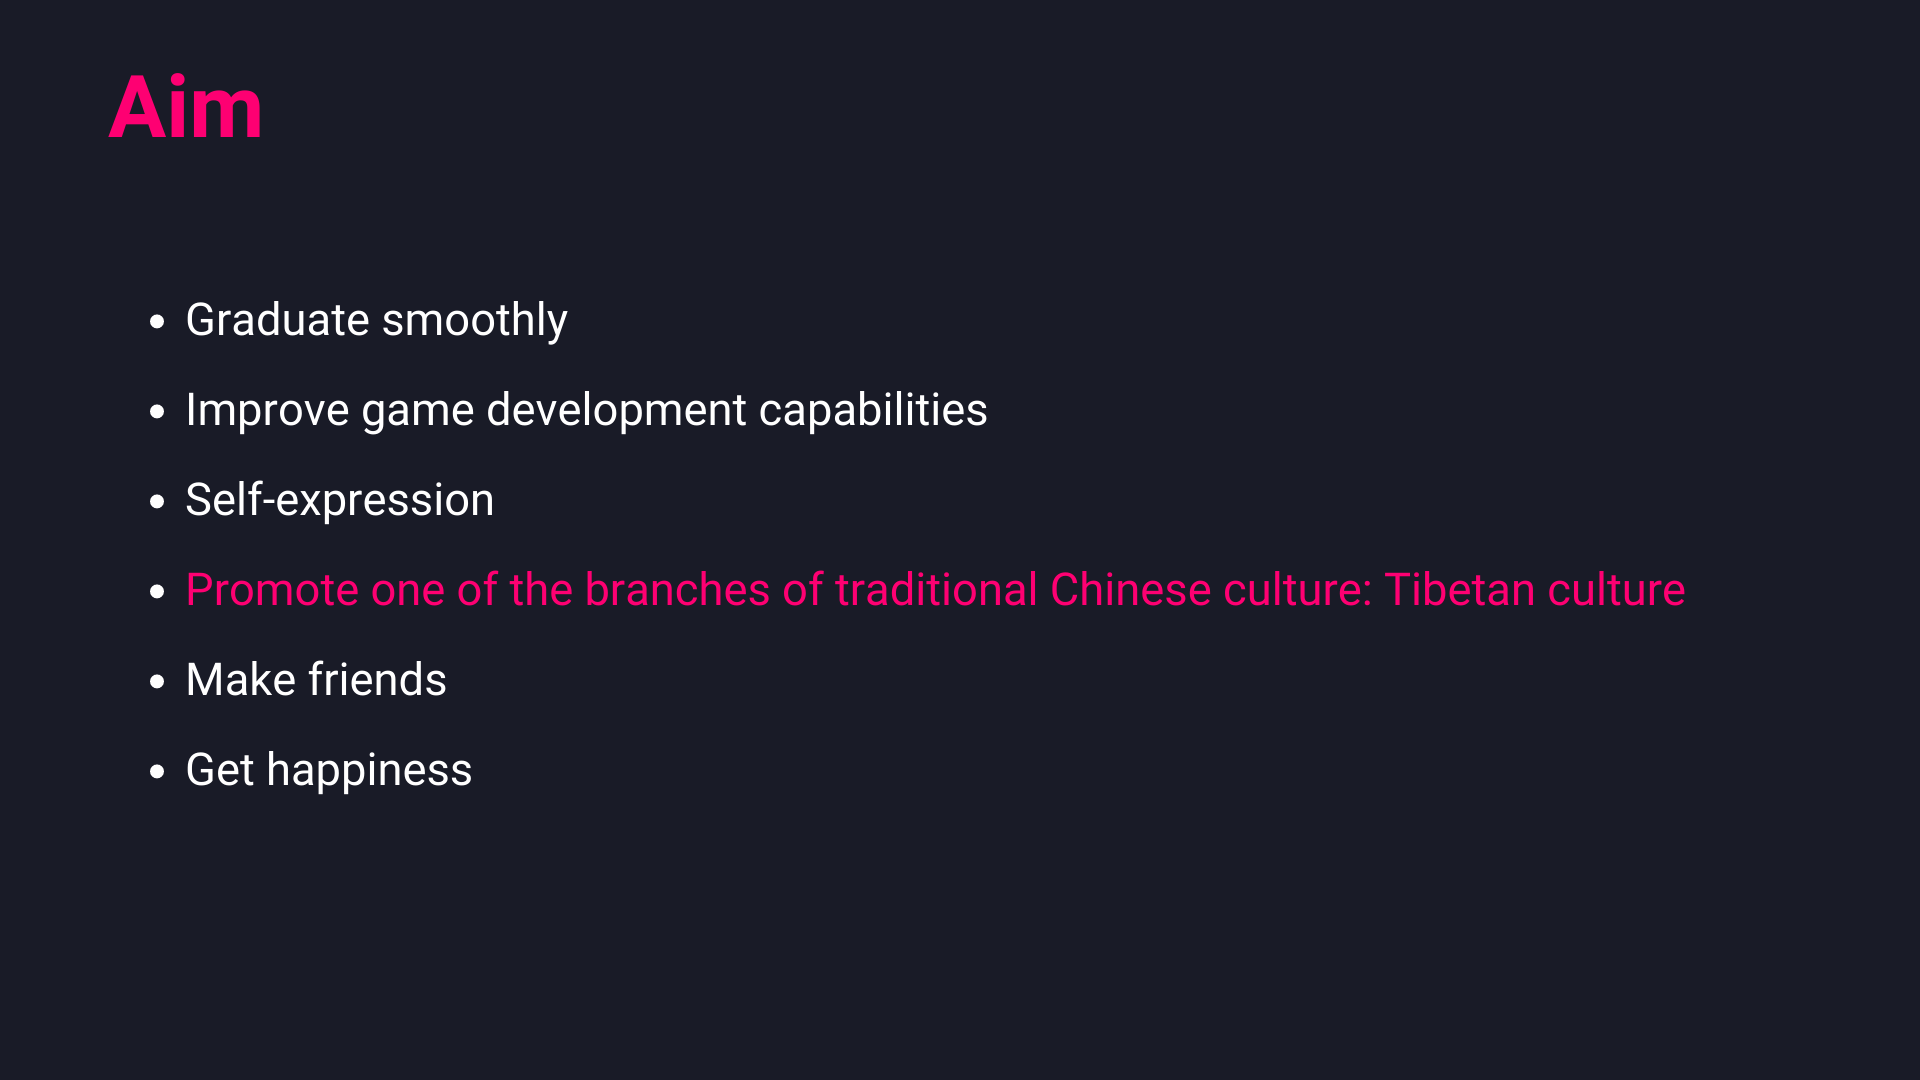 Aim
• Graduate smoothly
• Improve game development capabilities
• Self-expression
• Promote one of the branches of traditional Chinese culture: Tibetan culture
• Make friends
• Get happiness